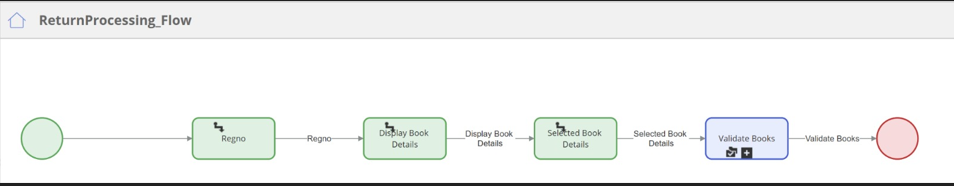 ReturnProcessing_Flow
Regno
Regno
Display Book
Details
Display Book
Details
Selected Book
Details
Selected Book
Details
Validate Books
Validate Books